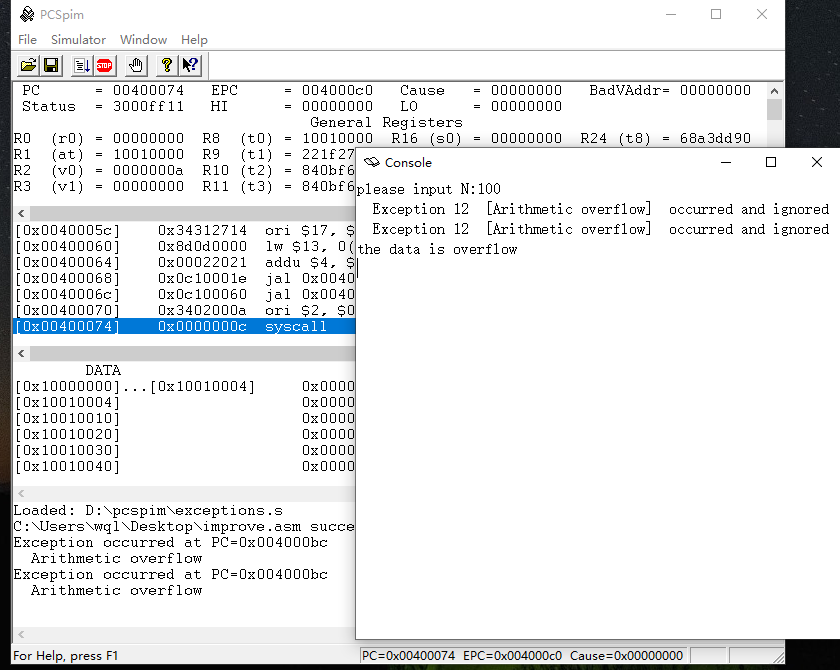 PCSpim
File Simulator Window Help
PC = 00400074 EPC = 004000c0 Cause = 00000000 BadVAddr= 00000000
Status = 3000ff11 HI = 00000000 LO = 00000000
General Registers
R0 (r0) = 00000000 R8 (t0) = 10010000 R16 (s0) = 00000000 R24 (t8) = 68a3dd90
R1 (at) = 10010000 R9 (t1) = 221f27
R2 (v0) = 0000000a R10 (t2) = 840bf6
R3 (v1) = 00000000 R11 (t3) = 840bf6
[0x0040005c] 0x34312714 ori $17, $
[0x00400060] 0x8d0d0000 lw $13, 0(
[0x00400064] 0x00022021 addu $4, $
[0x00400068] 0x0c10001e jal 0x0040
[0x0040006c] 0x0c100060 jal 0x0040
[0x00400070] 0x3402000a ori $2, $0
[0x00400074] 0x0000000c syscall
DATA
[0x10000000]...[0x10010004] 0x0000
[0x10010004] 0x0000
[0x10010010] 0x0000
[0x10010020] 0x0000
[0x10010030] 0x0000
[0x10010040] 0x0000
Loaded: D:\pcspim\exceptions.s
C:\Users\wql\Desktop\improve.asm succe
Exception occurred at PC=0x004000bc
Arithmetic overflow
Exception occurred at PC=0x004000bc
Arithmetic overflow
For Help, press F1
PC=0x00400074 EPC=0x004000c0 Cause=0x00000000
Console
please input N:100
Exception 12 [Arithmetic overflow] occurred and ignored
Exception 12 [Arithmetic overflow] occurred and ignored
the data is overflow